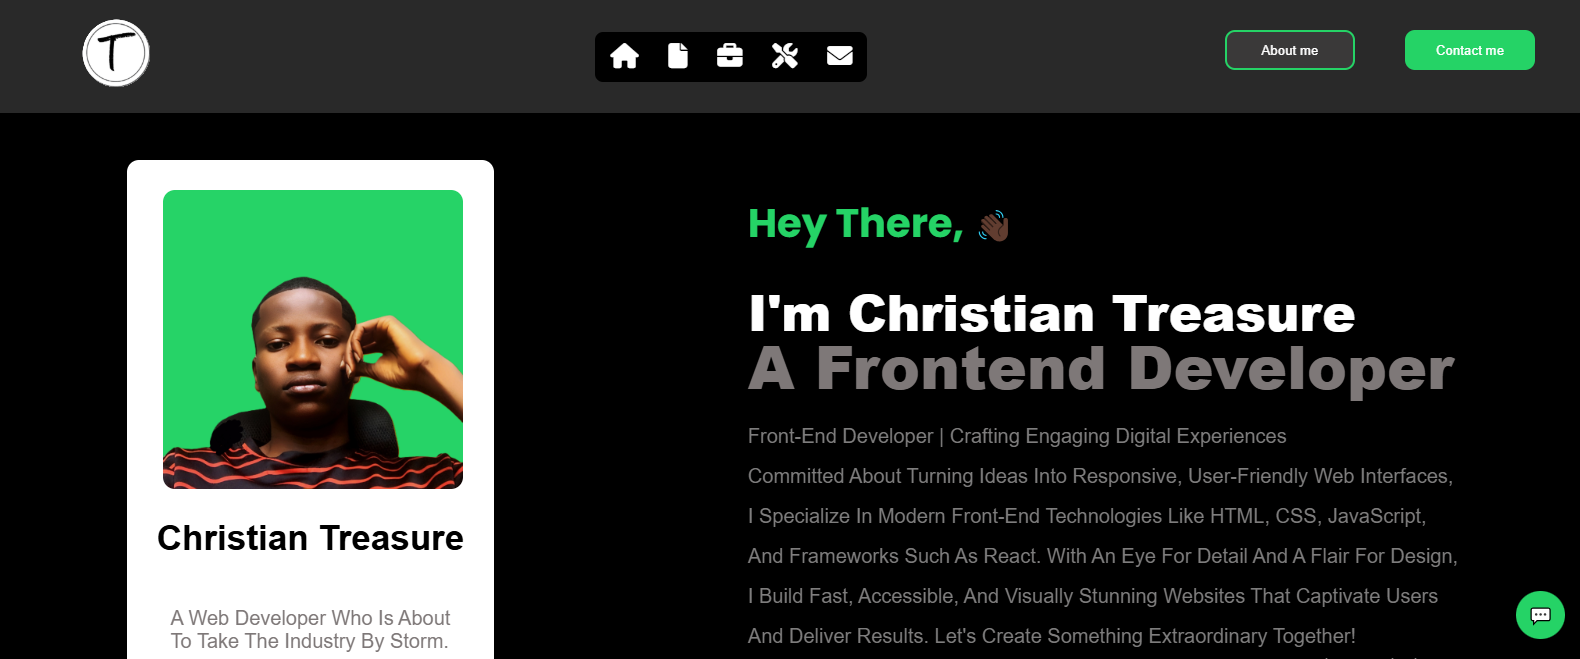 T
About me
Contact me
Hey There, 👋🏿
I'm Christian Treasure
A Frontend Developer
Front-End Developer | Crafting Engaging Digital Experiences
Committed About Turning Ideas Into Responsive, User-Friendly Web Interfaces,
I Specialize In Modern Front-End Technologies Like HTML, CSS, JavaScript,
And Frameworks Such As React. With An Eye For Detail And A Flair For Design,
I Build Fast, Accessible, And Visually Stunning Websites That Captivate Users
And Deliver Results. Let's Create Something Extraordinary Together!
Christian Treasure
A Web Developer Who Is About
To Take The Industry By Storm.